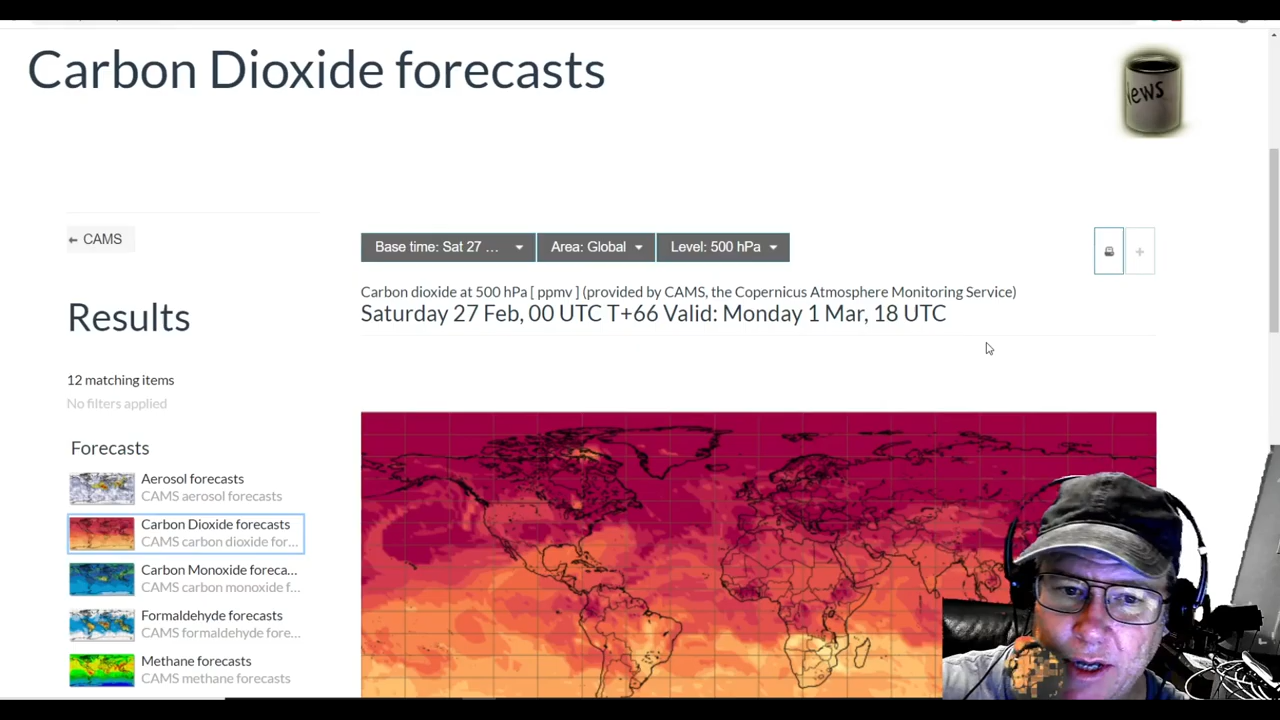 Carbon Dioxide forecasts
News
CAMS
Base time: Sat 27 ...
Area: Global
Level: 500 hPa
Carbon dioxide at 500 hPa [ ppmv ] (provided by CAMS, the Copernicus Atmosphere Monitoring Service)
Saturday 27 Feb, 00 UTC T+66 Valid: Monday 1 Mar, 18 UTC
Results
12 matching items
No filters applied
Forecasts
Aerosol forecasts
CAMS aerosol forecasts
Carbon Dioxide forecasts
CAMS carbon dioxide for...
Carbon Monoxide foreca...
CAMS carbon monoxide f...
Formaldehyde forecasts
CAMS formaldehyde fore...
Methane forecasts
CAMS methane forecasts